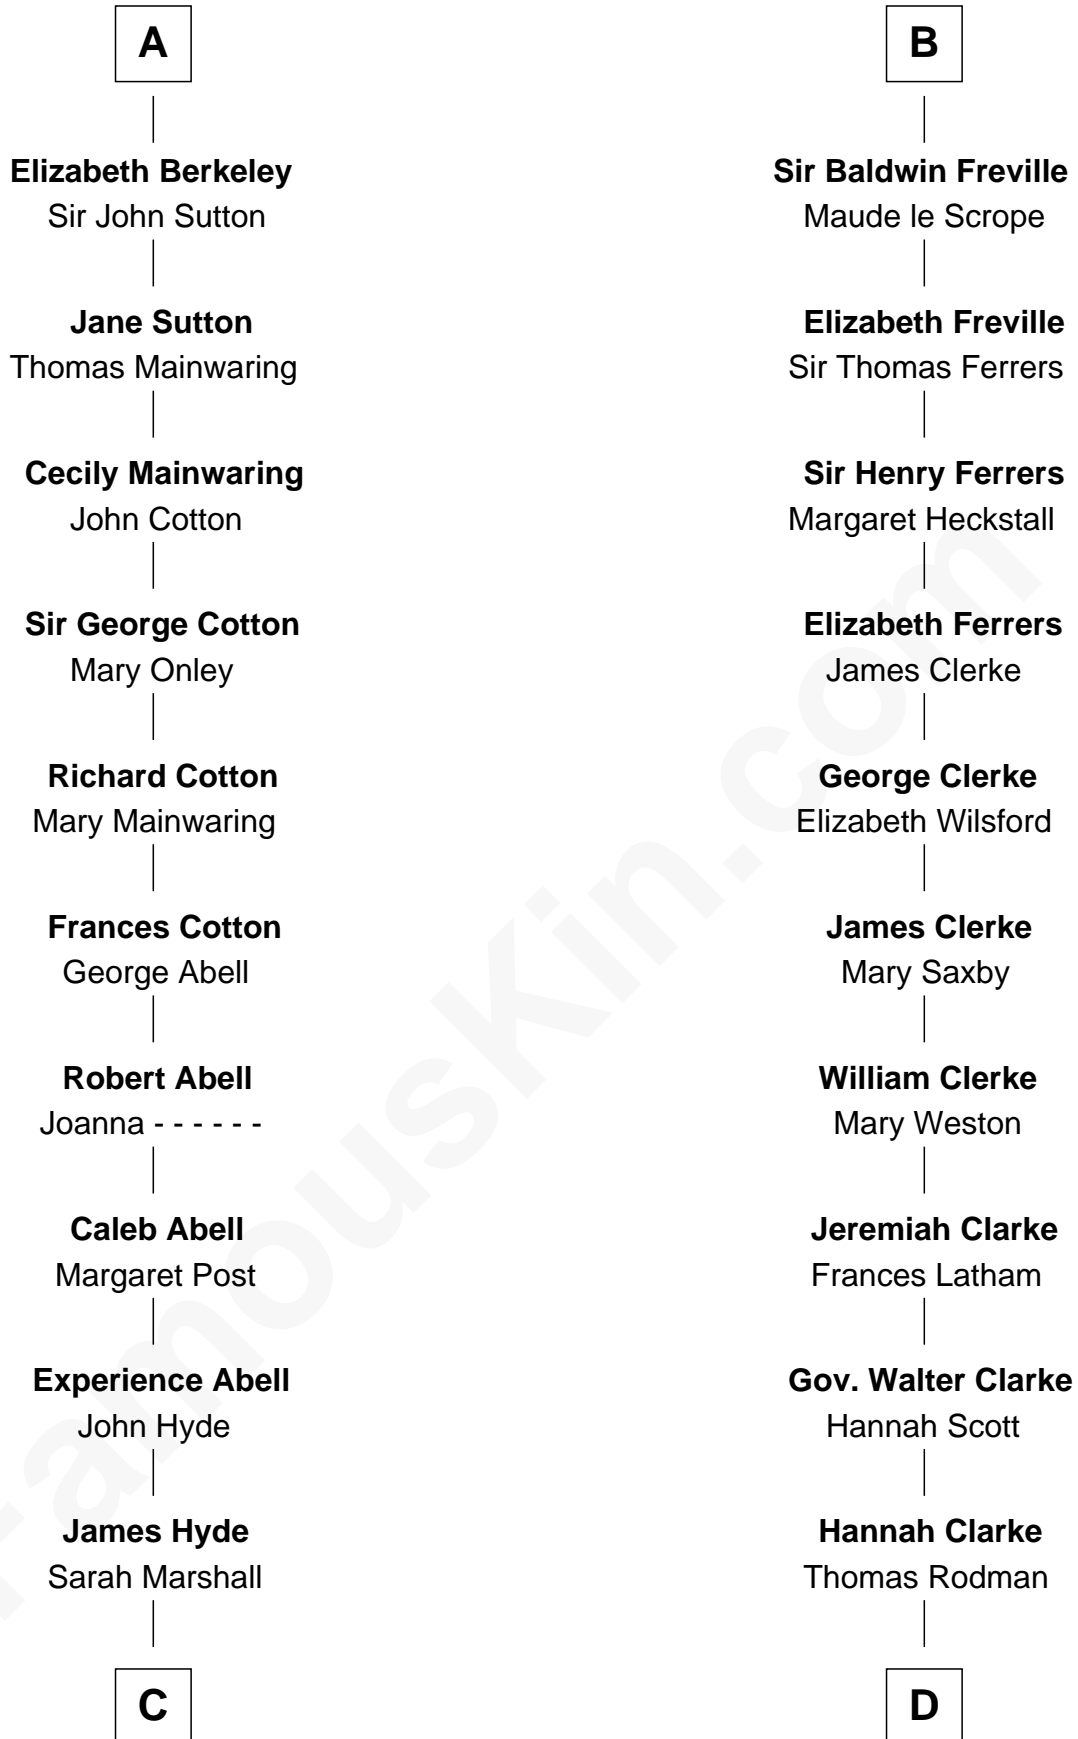 A
Elizabeth Berkeley
Sir John Sutton
Jane Sutton
Thomas Mainwaring
Cecily Mainwaring
John Cotton
Sir George Cotton
Mary Onley
Richard Cotton
Mary Mainwaring
Frances Cotton
George Abell
Robert Abell
Joanna - - - - - -
Caleb Abell
Margaret Post
Experience Abell
John Hyde
James Hyde
Sarah Marshall
C
B
Sir Baldwin Freville
Maude le Scrope
Elizabeth Freville
Sir Thomas Ferrers
Sir Henry Ferrers
Margaret Heckstall
Elizabeth Ferrers
James Clerke
George Clerke
Elizabeth Wilsford
James Clerke
Mary Saxby
William Clerke
Mary Weston
Jeremiah Clarke
Frances Latham
Gov. Walter Clarke
Hannah Scott
Hannah Clarke
Thomas Rodman
D
FamousKin.com